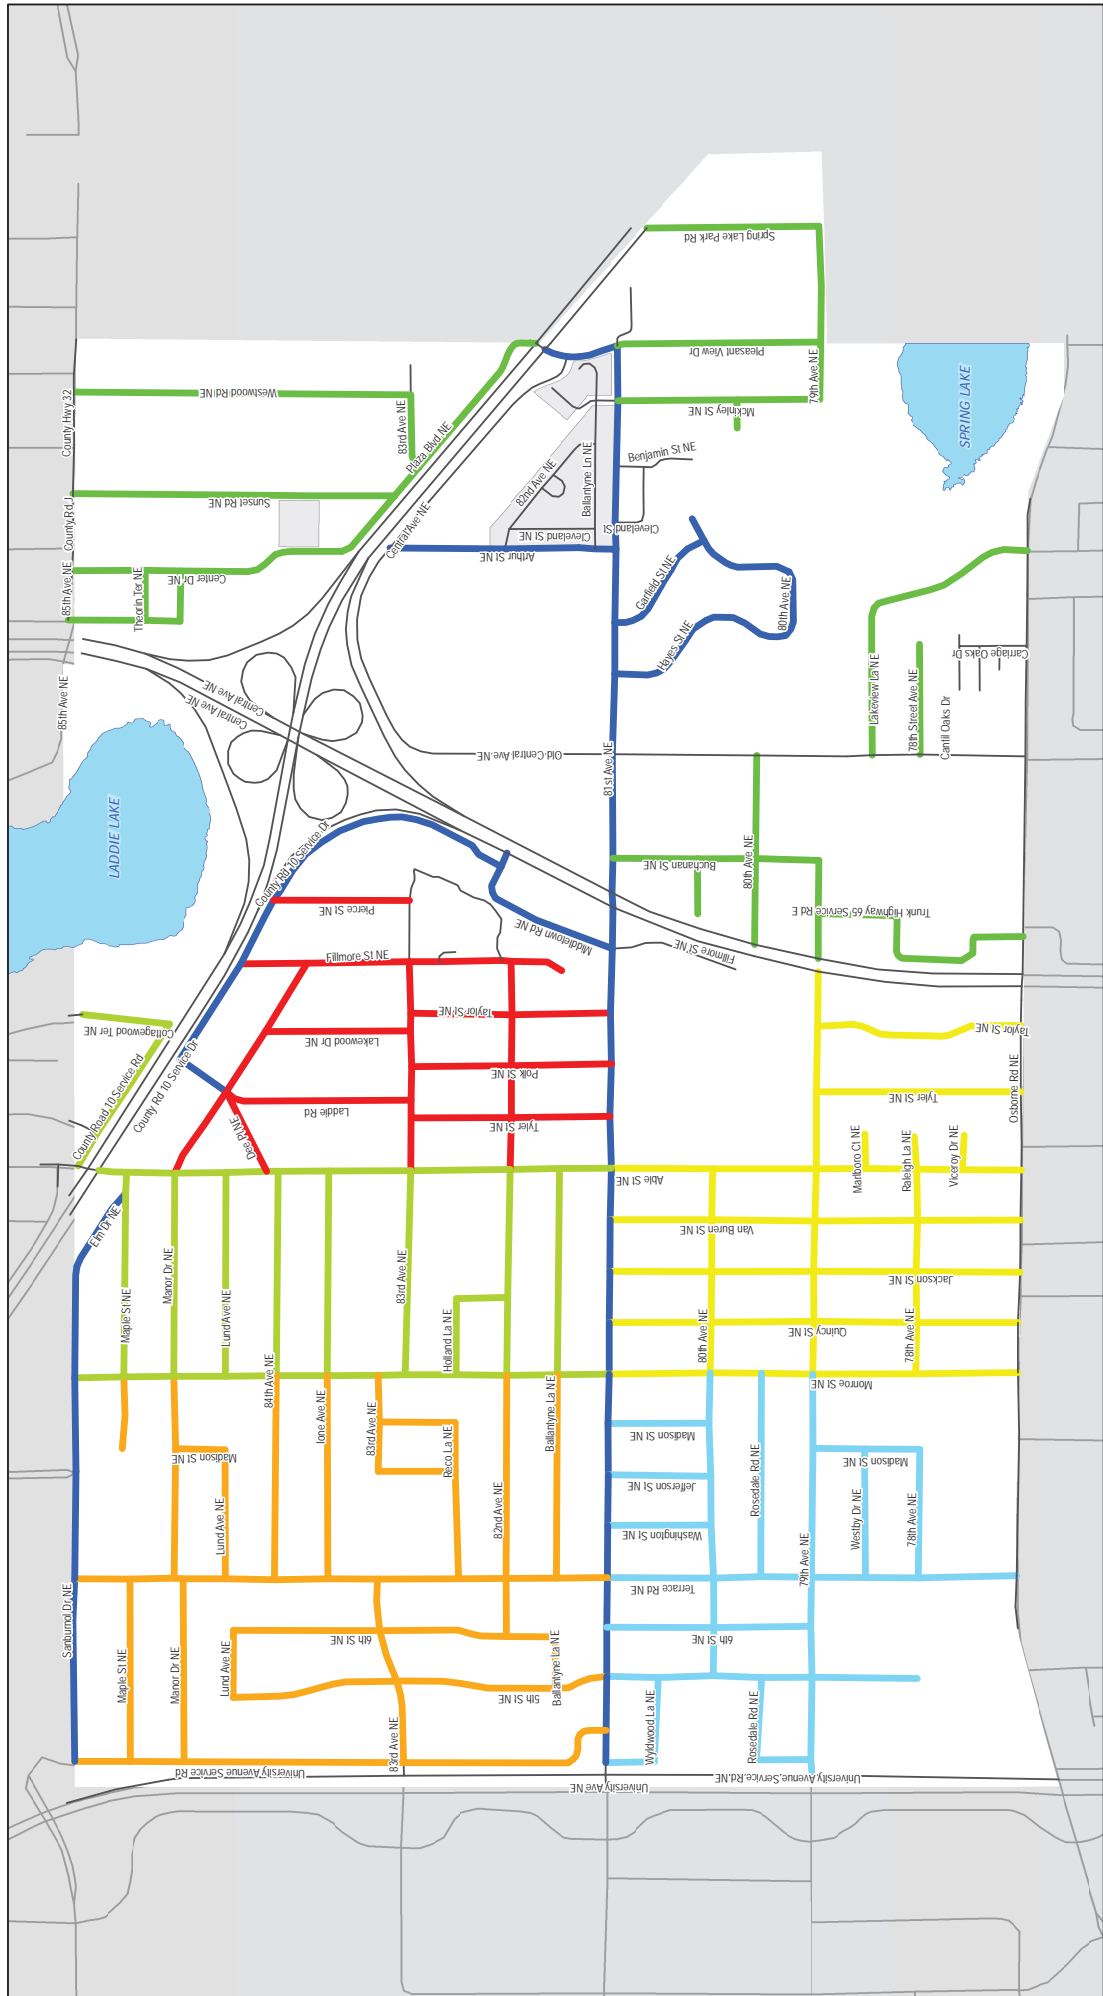 Spring Lake Park Rd
Pleasant View Dr
79th Ave NE
Mckinley St NE
SPRING LAKE
Westwood Rd NE
County Hwy 32
83rd Ave NE
Plaza Blvd NE
82nd Ave NE
Ballantyne Ln NE
Benjamin St NE
Sunset Rd NE
County Rd J
Central Ave NE
Cleveland St NE
Cleveland St
Arthur St NE
85th Ave NE
Theorin Ter NE
Center Dr NE
Garfield St NE
80th Ave NE
Hayes St NE
Carriage Oaks Dr
Lakeview La NE
78th Street Ave NE
Cantil Oaks Dr
85th Ave NE
Central Ave NE
Central Ave NE
Old Central Ave NE
81st Ave NE
LADDIE LAKE
County Rd 10 Service Dr
Buchanan St NE
80th Ave NE
Trunk Highway 65 Service Rd E
Pierce St NE
Middletown Rd NE
Fillmore St NE
Fillmore St NE
Cottagewood Ter NE
Taylor St NE
Taylor St NE
Lakewood Dr NE
County Road 10 Service Rd
County Rd 10 Service Dr
Polk St NE
Osborne Rd NE
Tyler St NE
Laddie Rd
Dee Pl NE
Tyler St NE
Marlboro Ct NE
Raleigh La NE
Viceroy Dr NE
Able St NE
Elm Dr NE
Van Buren St NE
Manor Dr NE
83rd Ave NE
Jackson St NE
Maple St NE
Lund Ave NE
Holland La NE
80th Ave NE
Quincy St NE
78th Ave NE
84th Ave NE
Monroe St NE
Ione Ave NE
83rd Ave NE
Reco La NE
Ballantyne La NE
Madison St NE
Madison St NE
Madison St NE
Jefferson St NE
Rosedale Rd NE
Lund Ave NE
82nd Ave NE
Washington St NE
Westby Dr NE
78th Ave NE
79th Ave NE
Terrace Rd NE
Sanburnol Dr NE
6th St NE
6th St NE
Maple St NE
Manor Dr NE
Lund Ave NE
Ballantyne La NE
5th St NE
83rd Ave NE
Wyldwood La NE
Rosedale Rd NE
University Avenue Service Rd
University Ave NE
University Avenue Service Rd NE